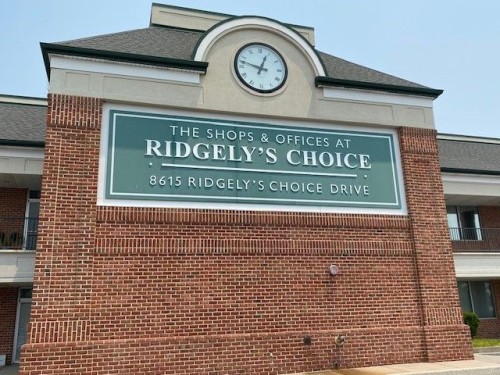 THE SHOPS & OFFICES AT
RIDGELY'S CHOICE
8615 RIDGELY'S CHOICE DRIVE